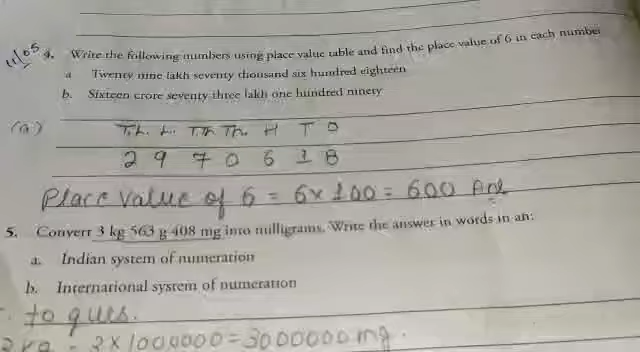 4. Write the following numbers using place value table and find the place value of 6 in each number
a Twenty nine lakh seventy thousand six hundred eighteen
b. Sixteen crore seventy three lakh one hundred ninety
(a) T.L. L. T.Th Th. H T O
2 9 7 0 6 1 8
Place value of 6 = 6 × 100 = 600 Ans
5. Convert 3 kg 563 g 408 mg into milligrams. Write the answer in words in an:
a. Indian system of numeration
b. International system of numeration
to ques.
= 3 × 1000000 = 3000000 mg.